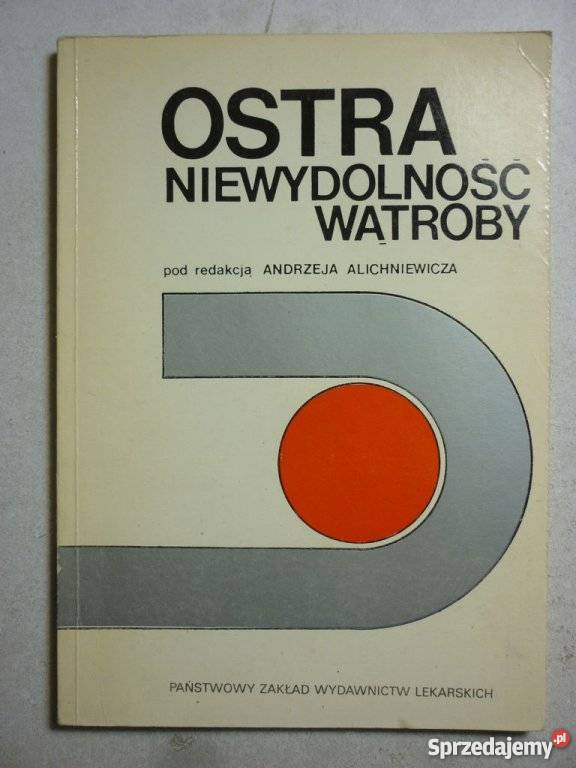 OSTRA
NIEWYDOLNOŚĆ
WĄTROBY
pod redakcją ANDRZEJA ALICHNIEWICZA
PAŃSTWOWY ZAKŁAD WYDAWNICTW LEKARSKICH
Sprzedajemy.pl